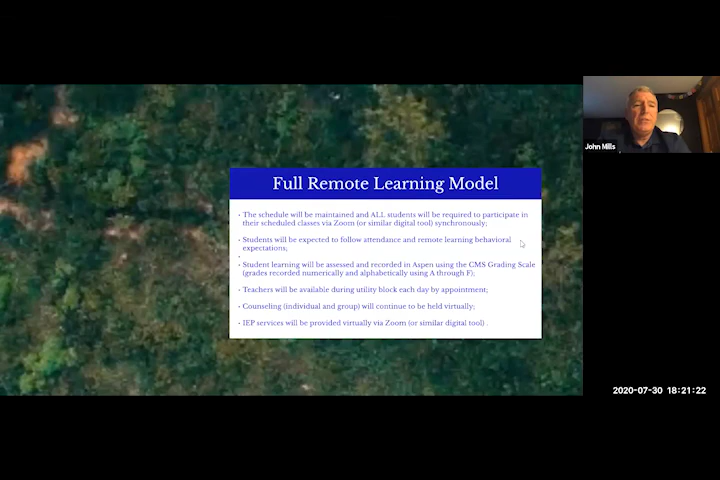 Full Remote Learning Model
• The schedule will be maintained and ALL students will be required to participate in
their scheduled classes via Zoom (or similar digital tool) synchronously;
• Students will be expected to follow attendance and remote learning behavioral
expectations;
•
• Student learning will be assessed and recorded in Aspen using the CMS Grading Scale
(grades recorded numerically and alphabetically using A through F);
• Teachers will be available during utility block each day by appointment;
• Counseling (individual and group) will continue to be held virtually;
• IEP services will be provided virtually via Zoom (or similar digital tool) .
John Mills
2020-07-30 18:21:22